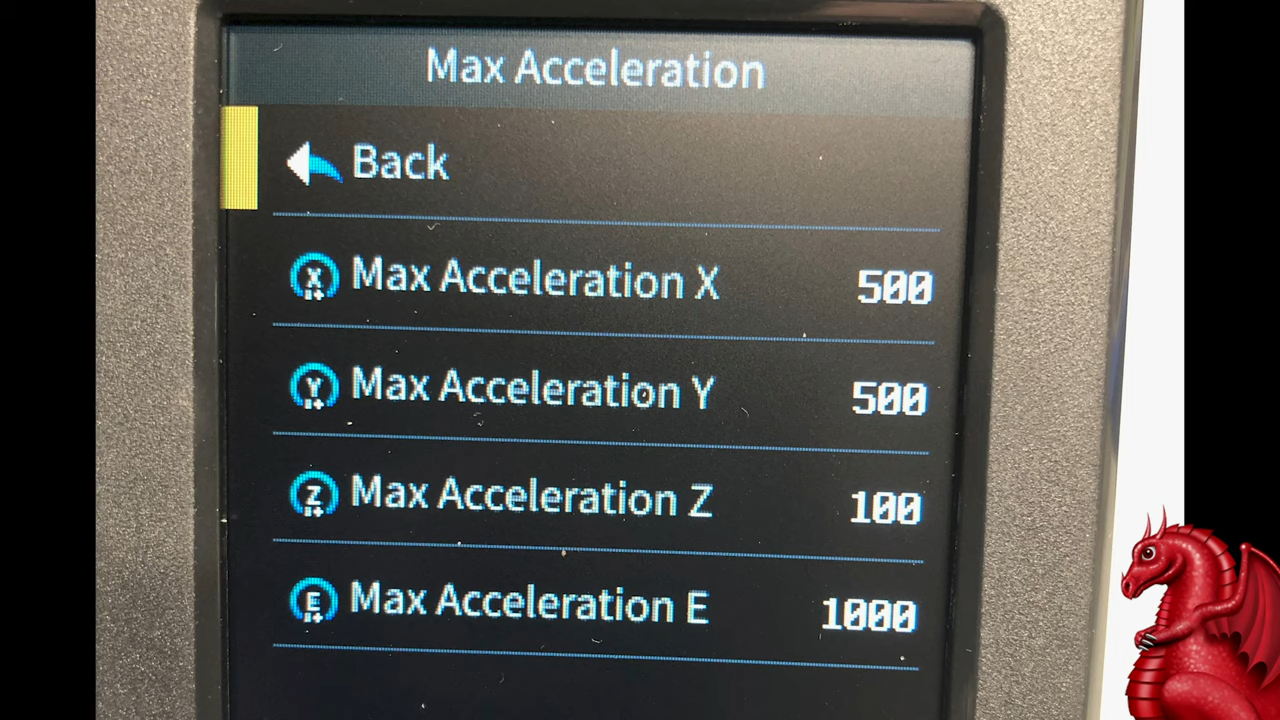 Max Acceleration
Back
X Max Acceleration X 500
Y Max Acceleration Y 500
Z Max Acceleration Z 100
E Max Acceleration E 1000